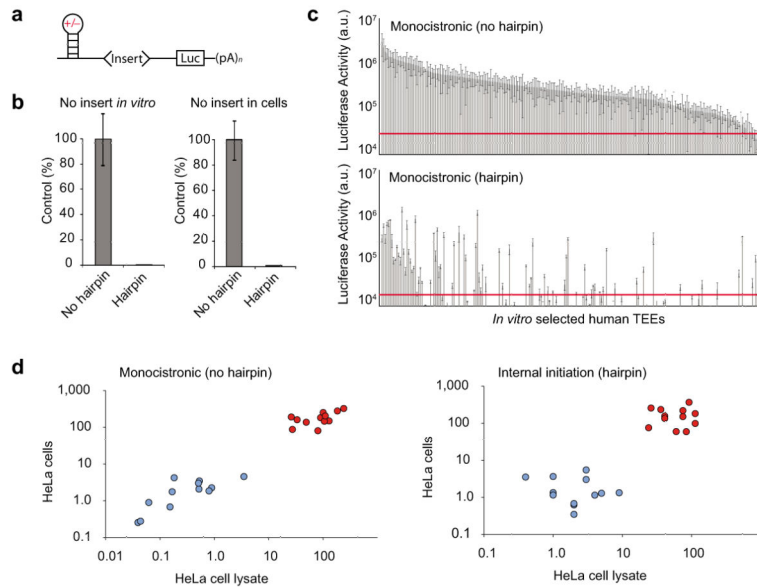 a
+/−
Insert
Luc
(pA)n
b
No insert in vitro
No insert in cells
Control (%)
100
80
60
40
20
0
No hairpin
Hairpin
Control (%)
100
80
60
40
20
0
No hairpin
Hairpin
c
Monocistronic (no hairpin)
Luciferase Activity (a.u.)
10⁷
10⁶
10⁵
10⁴
Monocistronic (hairpin)
Luciferase Activity (a.u.)
10⁷
10⁶
10⁵
10⁴
In vitro selected human TEEs
d
Monocistronic (no hairpin)
HeLa cells
1,000
100
10
1.0
0.1
0.01
0.1
1.0
10
100
HeLa cell lysate
Internal initiation (hairpin)
HeLa cells
1,000
100
10
1.0
0.1
0.1
1.0
10
100
1,000
HeLa cell lysate